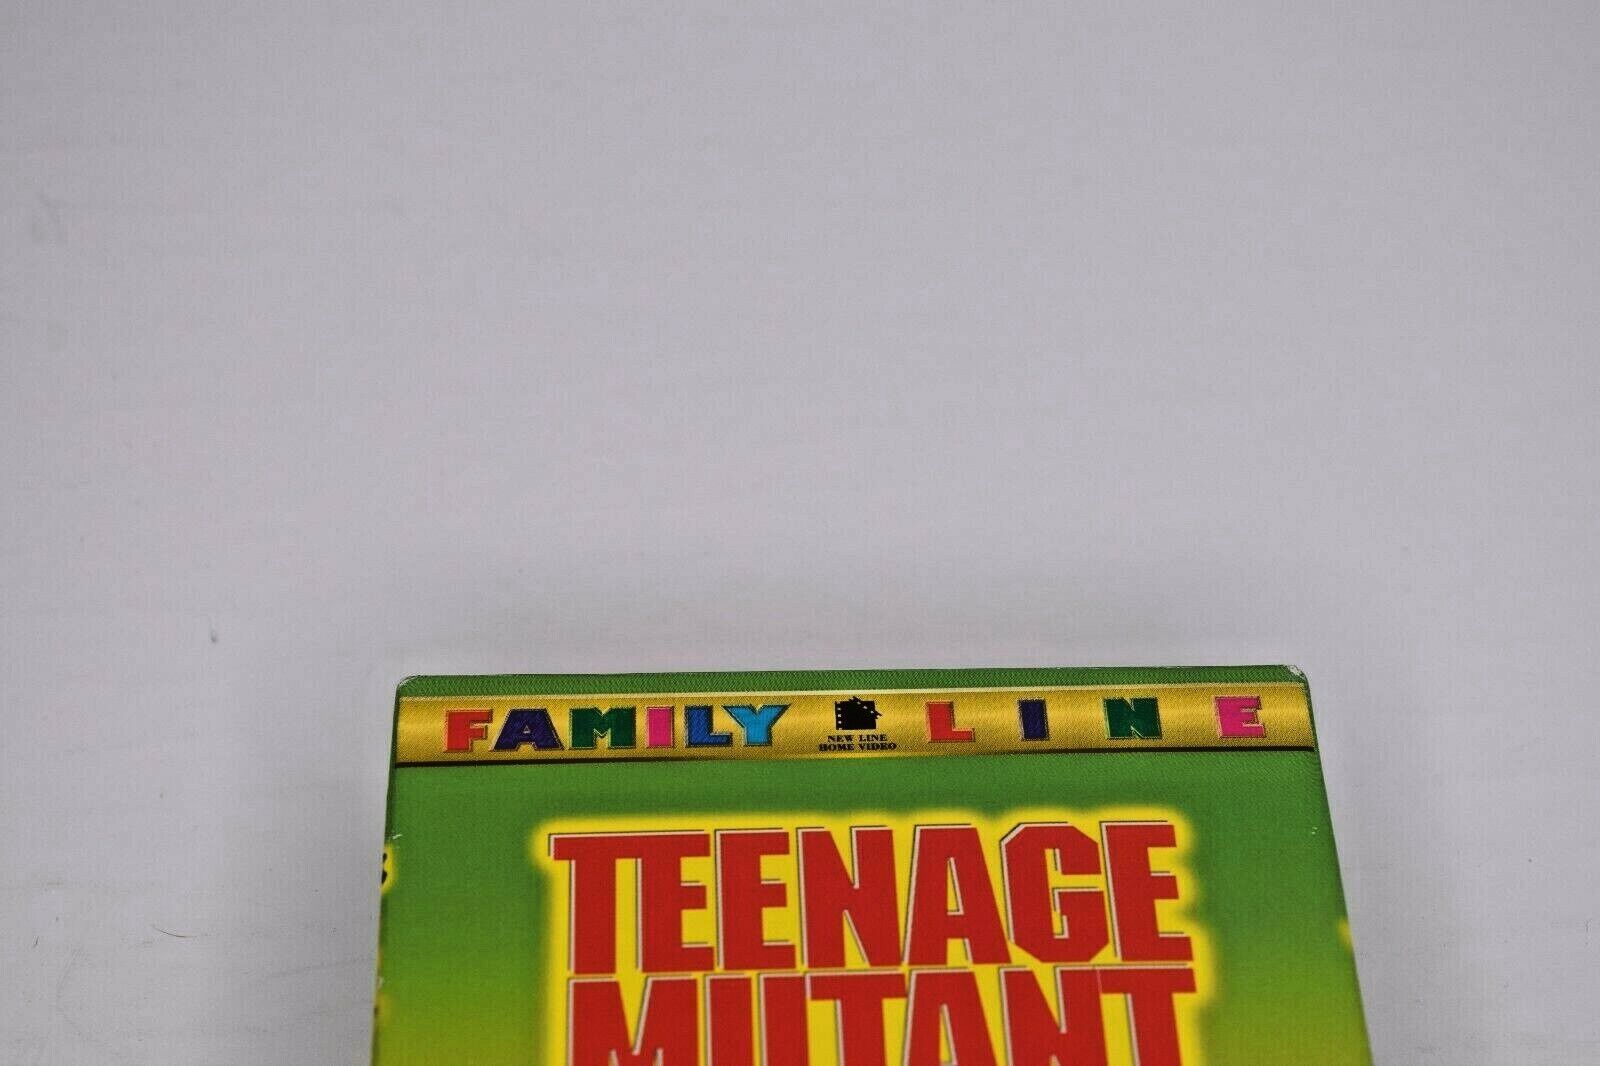 FAMILY NEW LINE HOME VIDEO LINE
TEENAGE
MUTANT